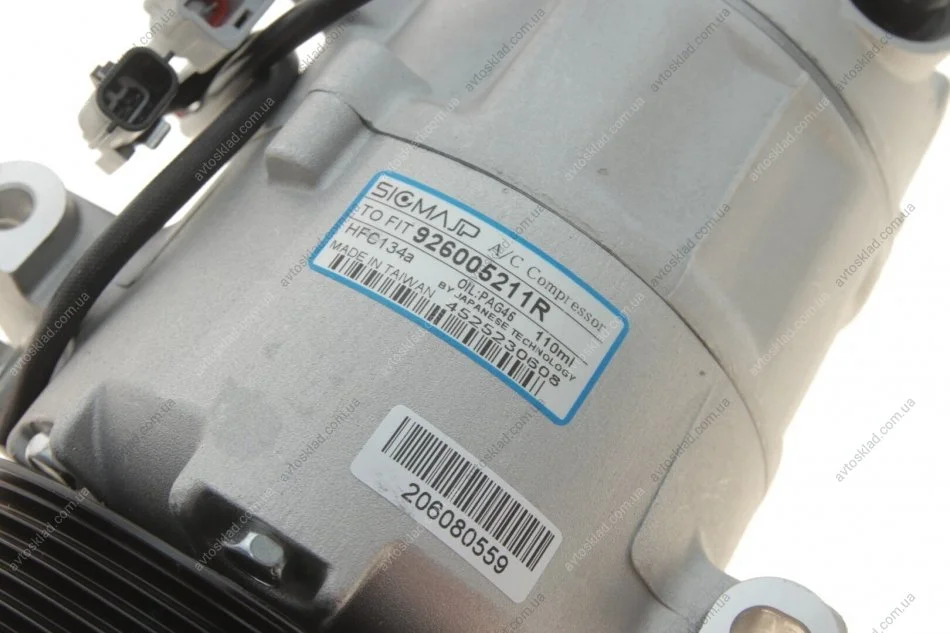 SIGMAJP A/C Compressor
TO FIT 926005211R
HFC134a OIL:PAG46 110ml
MADE IN TAIWAN BY JAPANESE TECHNOLOGY
4525230608
206080559
avtosklad.com.ua